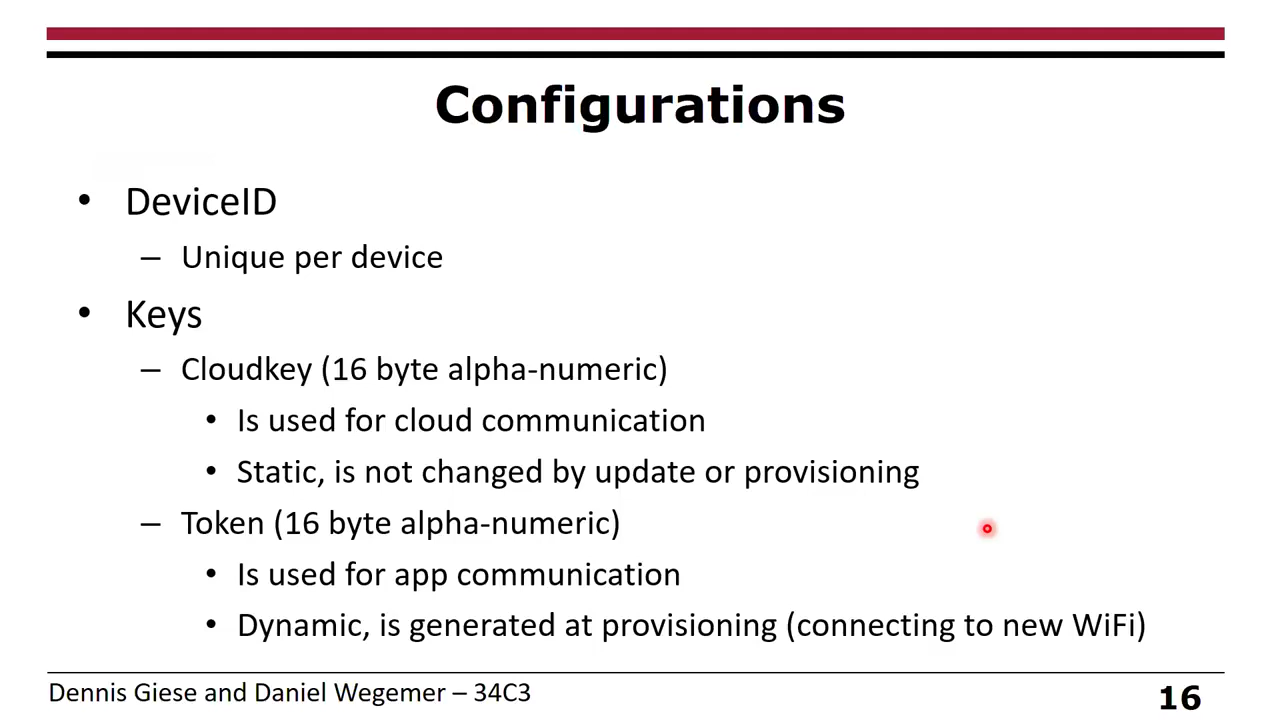 Configurations
• DeviceID
– Unique per device
• Keys
– Cloudkey (16 byte alpha-numeric)
• Is used for cloud communication
• Static, is not changed by update or provisioning
– Token (16 byte alpha-numeric)
• Is used for app communication
• Dynamic, is generated at provisioning (connecting to new WiFi)
Dennis Giese and Daniel Wegemer – 34C3
16